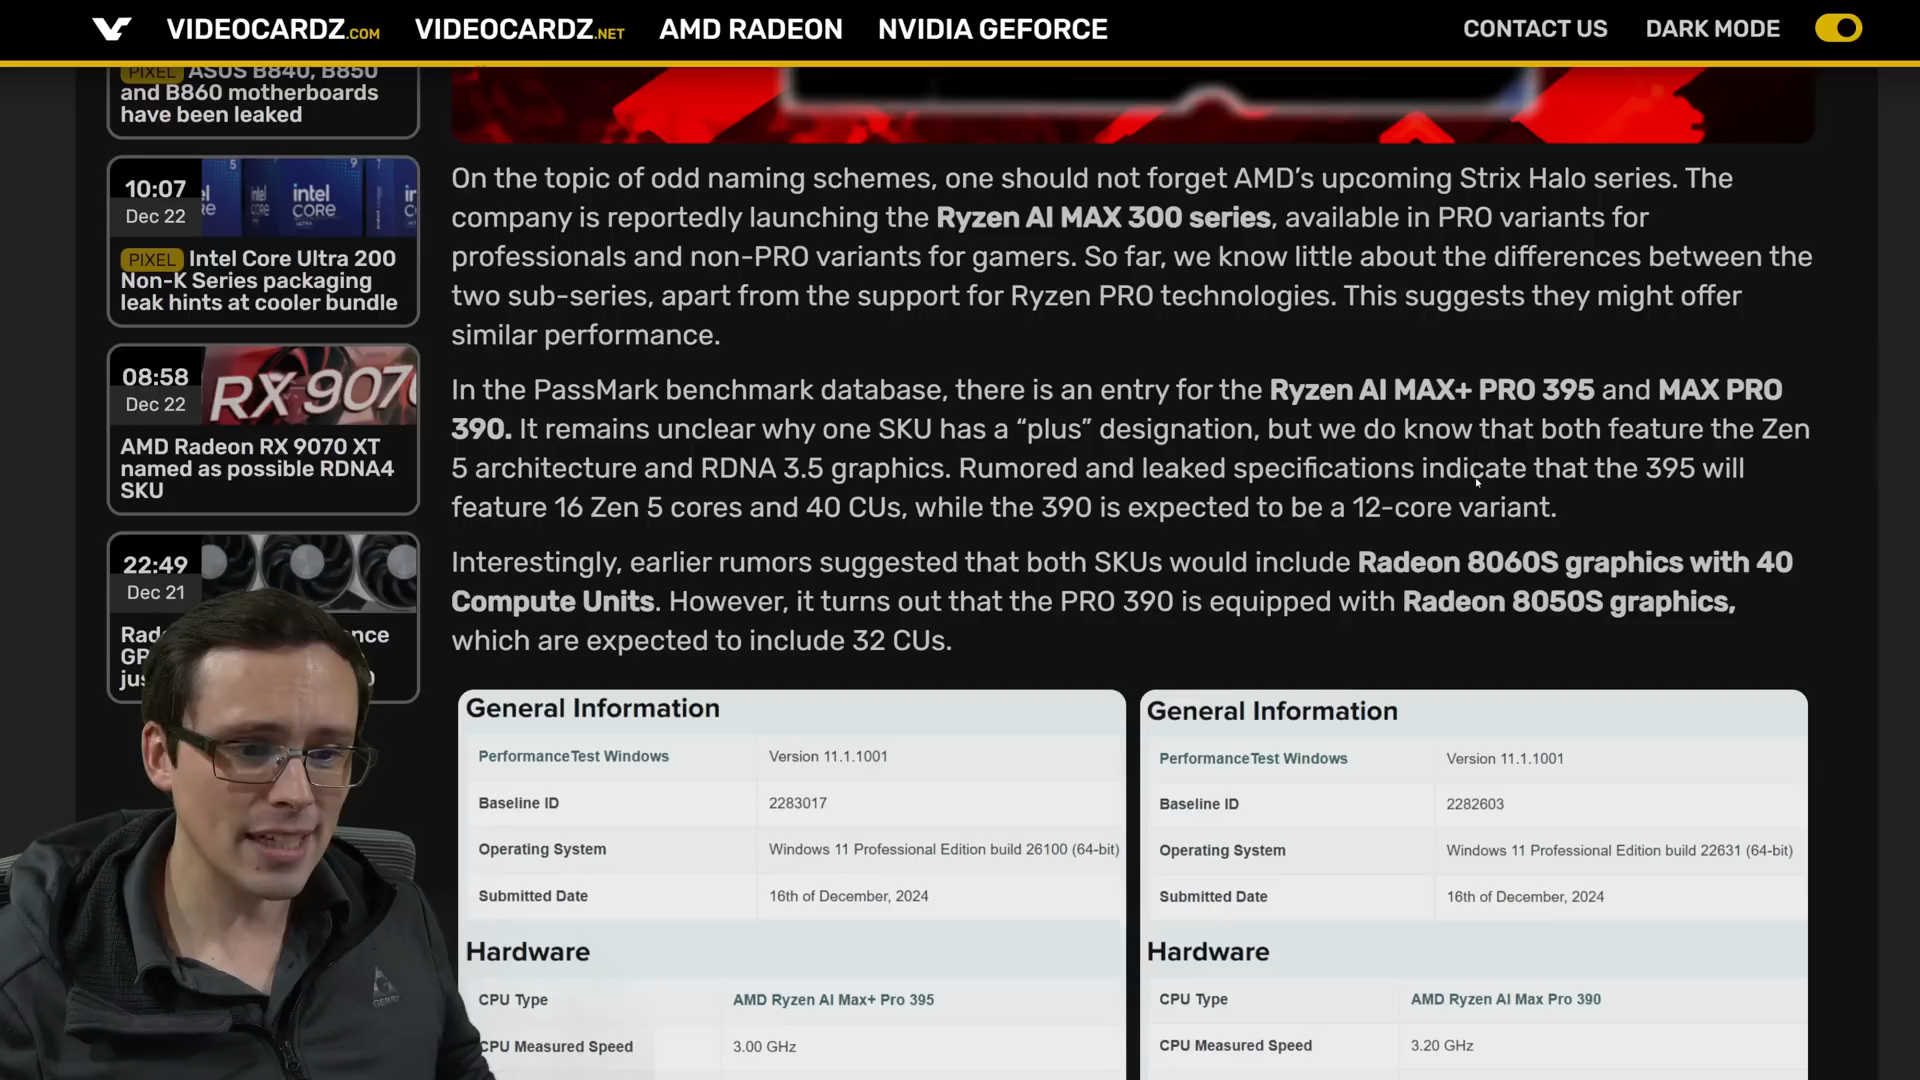 VIDEOCARDZ.COM VIDEOCARDZ.NET AMD RADEON NVIDIA GEFORCE CONTACT US DARK MODE
PIXEL ASUS B840, B850
and B860 motherboards
have been leaked
10:07
Dec 22
intel
CORE
PIXEL Intel Core Ultra 200
Non-K Series packaging
leak hints at cooler bundle
08:58
Dec 22
RX 907
AMD Radeon RX 9070 XT
named as possible RDNA4
SKU
22:49
Dec 21
On the topic of odd naming schemes, one should not forget AMD's upcoming Strix Halo series. The
company is reportedly launching the Ryzen AI MAX 300 series, available in PRO variants for
professionals and non-PRO variants for gamers. So far, we know little about the differences between the
two sub-series, apart from the support for Ryzen PRO technologies. This suggests they might offer
similar performance.
In the PassMark benchmark database, there is an entry for the Ryzen AI MAX+ PRO 395 and MAX PRO
390. It remains unclear why one SKU has a “plus” designation, but we do know that both feature the Zen
5 architecture and RDNA 3.5 graphics. Rumored and leaked specifications indicate that the 395 will
feature 16 Zen 5 cores and 40 CUs, while the 390 is expected to be a 12-core variant.
Interestingly, earlier rumors suggested that both SKUs would include Radeon 8060S graphics with 40
Compute Units. However, it turns out that the PRO 390 is equipped with Radeon 8050S graphics,
which are expected to include 32 CUs.
General Information
PerformanceTest Windows Version 11.1.1001
Baseline ID 2283017
Operating System Windows 11 Professional Edition build 26100 (64-bit)
Submitted Date 16th of December, 2024
Hardware
CPU Type AMD Ryzen AI Max+ Pro 395
CPU Measured Speed 3.00 GHz
General Information
PerformanceTest Windows Version 11.1.1001
Baseline ID 2282603
Operating System Windows 11 Professional Edition build 22631 (64-bit)
Submitted Date 16th of December, 2024
Hardware
CPU Type AMD Ryzen AI Max Pro 390
CPU Measured Speed 3.20 GHz
GERRY